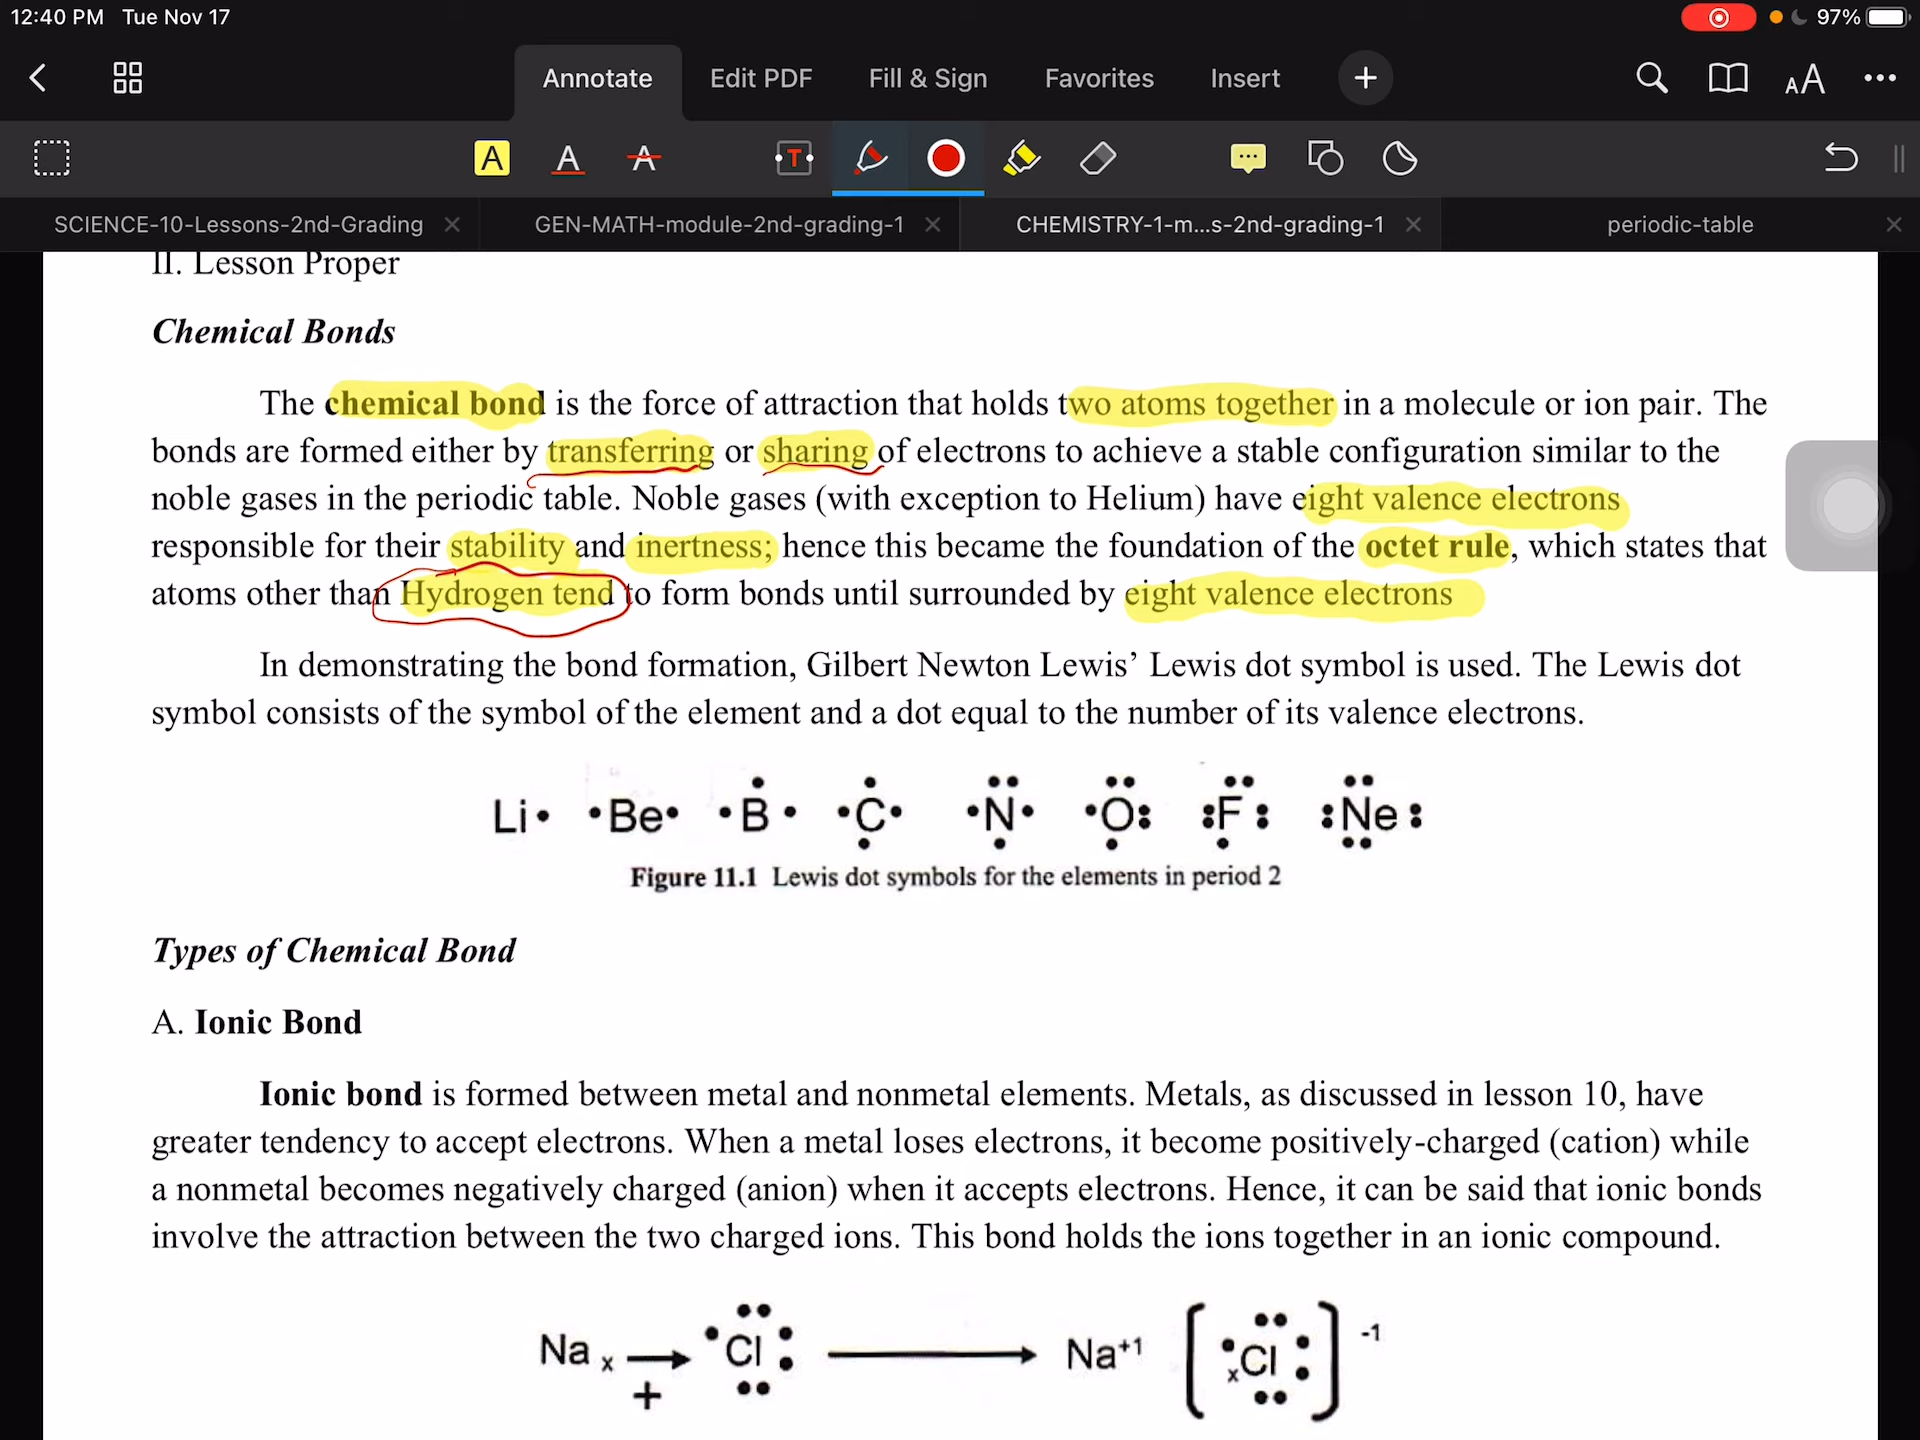 12:40 PM Tue Nov 17
97%
Annotate Edit PDF Fill & Sign Favorites Insert
AA
A A A T
SCIENCE-10-Lessons-2nd-Grading GEN-MATH-module-2nd-grading-1 CHEMISTRY-1-m...s-2nd-grading-1 periodic-table
II. Lesson Proper
Chemical Bonds
The chemical bond is the force of attraction that holds two atoms together in a molecule or ion pair. The
bonds are formed either by transferring or sharing of electrons to achieve a stable configuration similar to the
noble gases in the periodic table. Noble gases (with exception to Helium) have eight valence electrons
responsible for their stability and inertness; hence this became the foundation of the octet rule, which states that
atoms other than Hydrogen tend to form bonds until surrounded by eight valence electrons
In demonstrating the bond formation, Gilbert Newton Lewis’ Lewis dot symbol is used. The Lewis dot
symbol consists of the symbol of the element and a dot equal to the number of its valence electrons.
Li Be B C N O F Ne
Figure 11.1 Lewis dot symbols for the elements in period 2
Types of Chemical Bond
A. Ionic Bond
Ionic bond is formed between metal and nonmetal elements. Metals, as discussed in lesson 10, have
greater tendency to accept electrons. When a metal loses electrons, it become positively-charged (cation) while
a nonmetal becomes negatively charged (anion) when it accepts electrons. Hence, it can be said that ionic bonds
involve the attraction between the two charged ions. This bond holds the ions together in an ionic compound.
Na x → Cl → Na+1 [x Cl] -1
+